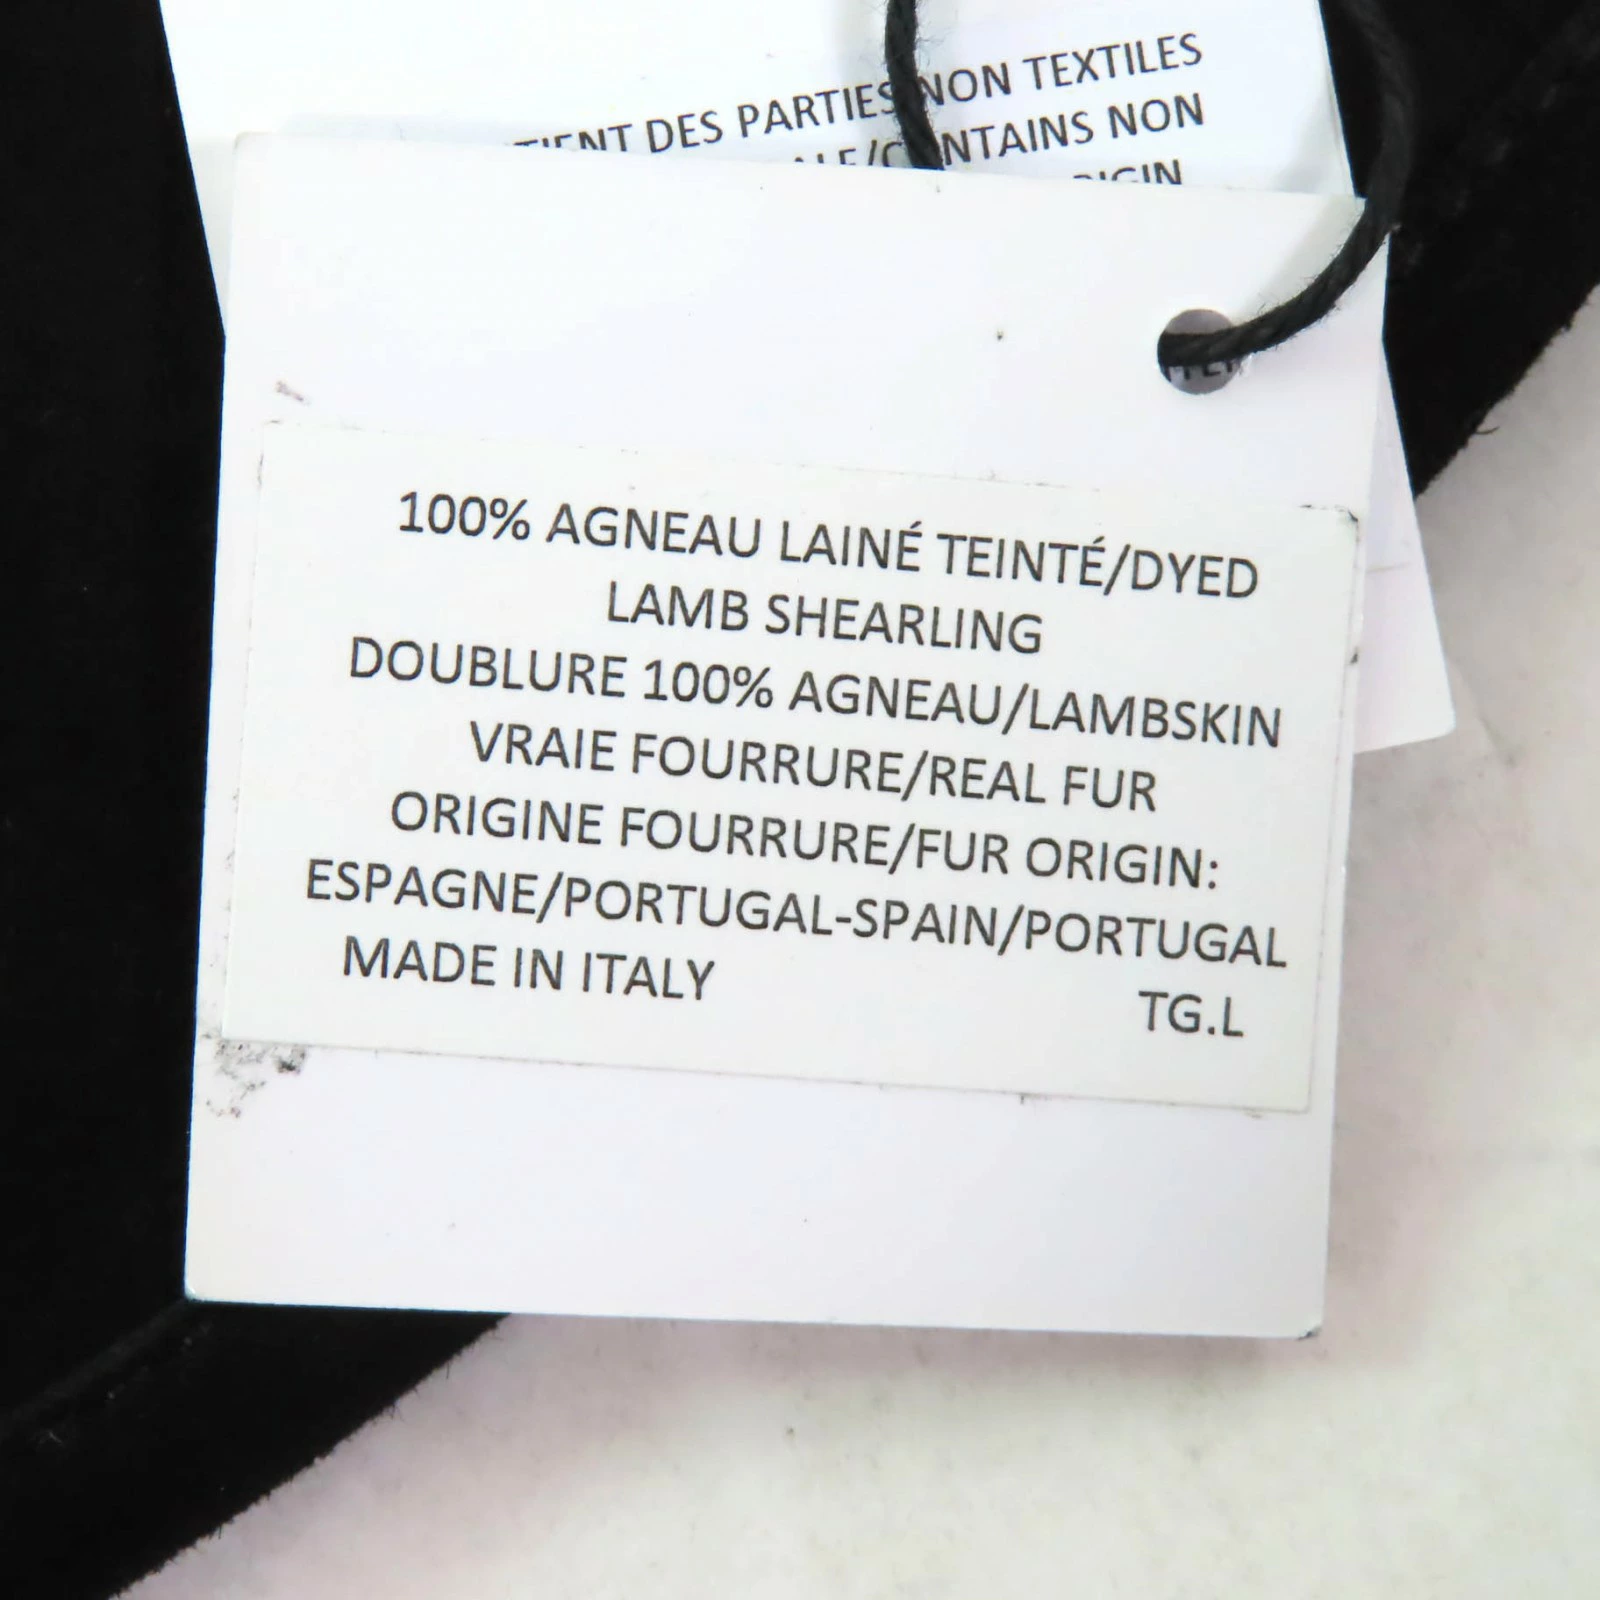 DES PARTIES NON TEXTILES
CONTAINS NON
100% AGNEAU LAINÉ TEINTÉ/DYED
LAMB SHEARLING
DOUBLURE 100% AGNEAU/LAMBSKIN
VRAIE FOURRURE/REAL FUR
ORIGINE FOURRURE/FUR ORIGIN:
ESPAGNE/PORTUGAL-SPAIN/PORTUGAL
MADE IN ITALY TG.L